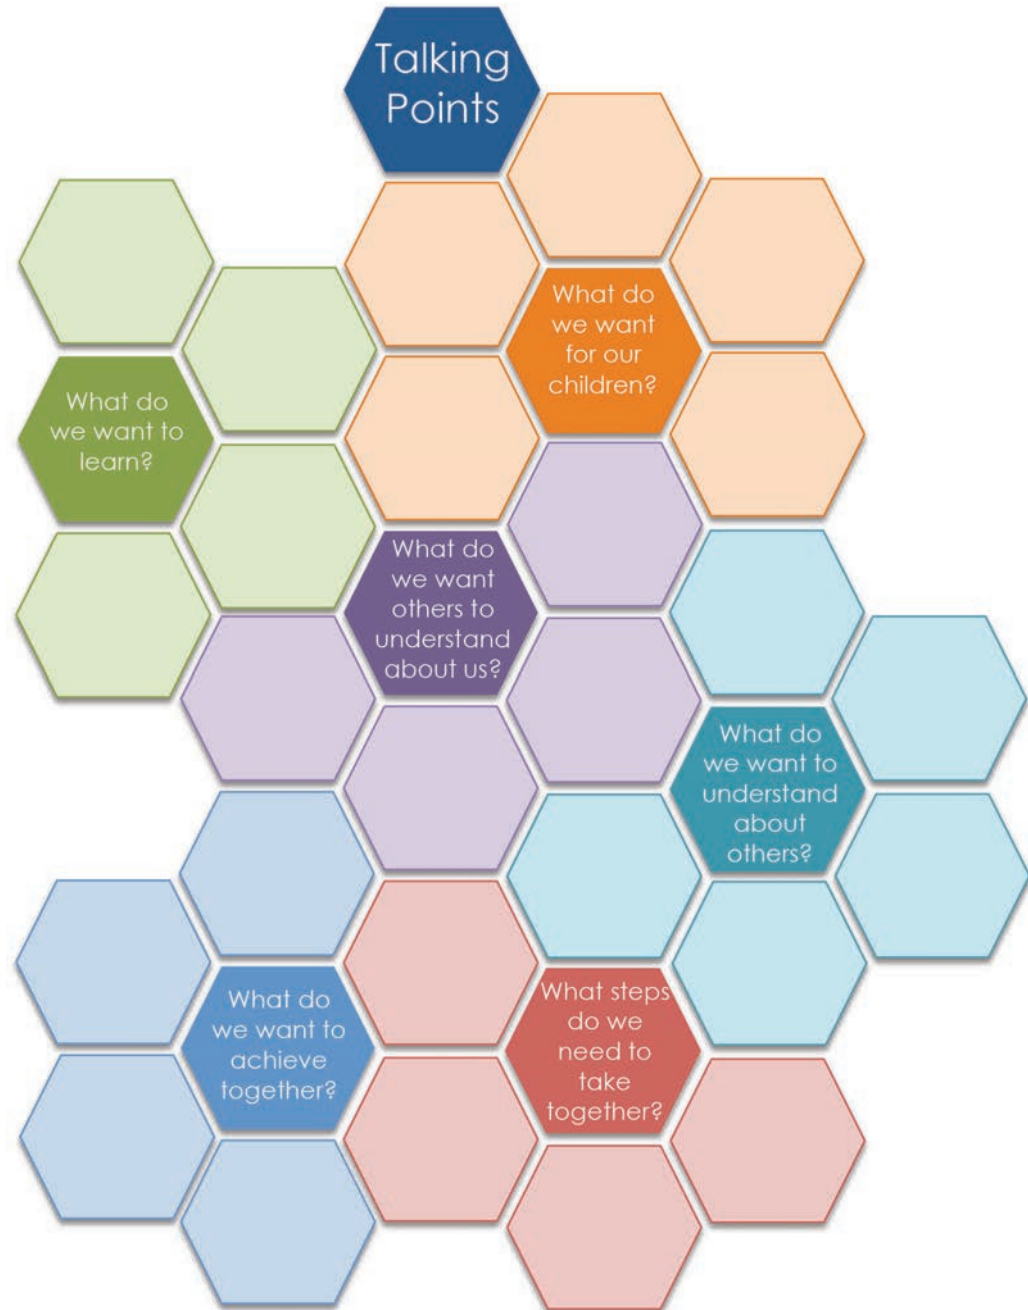 Talking
Points
What do
we want
for our
children?
What do
we want to
learn?
What do
we want
others to
understand
about us?
What do
we want to
understand
about
others?
What do
we want to
achieve
together?
What steps
do we
need to
take
together?